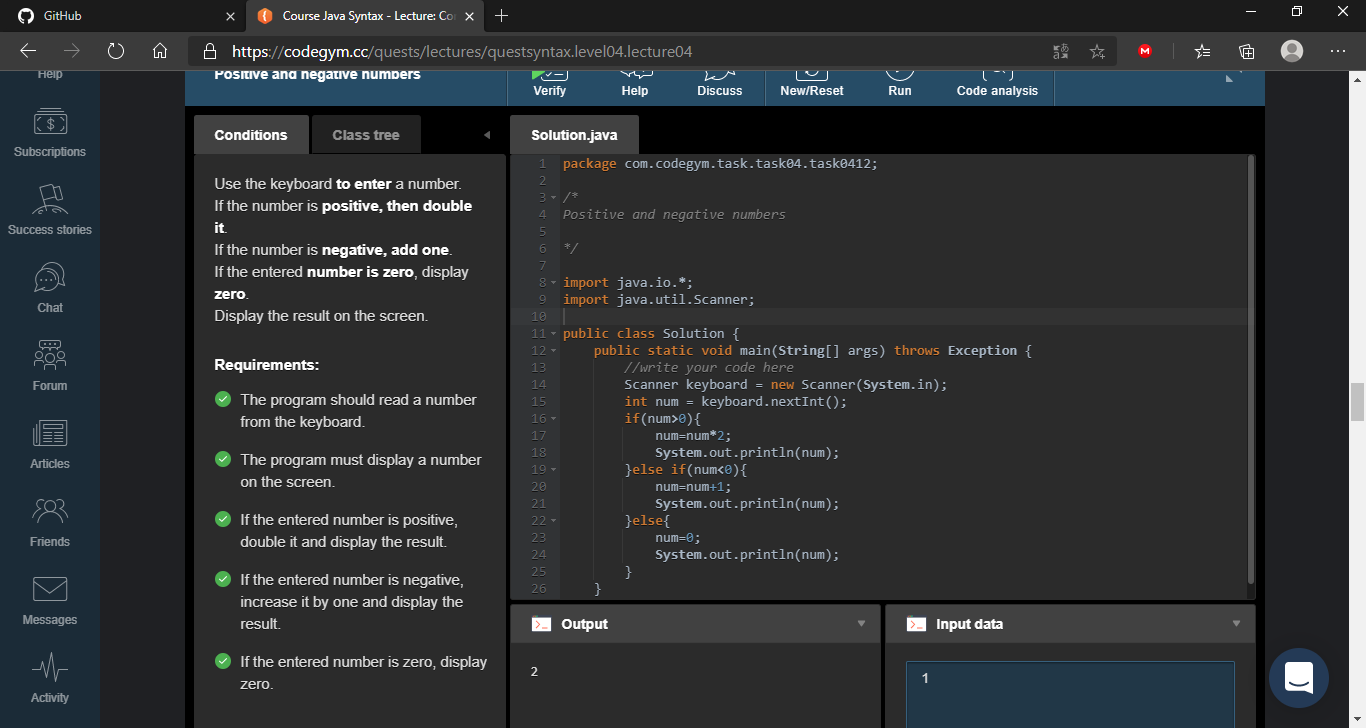 GitHub
Course Java Syntax - Lecture: Co
https://codegym.cc/quests/lectures/questsyntax.level04.lecture04
Help
Subscriptions
Success stories
Chat
Forum
Articles
Friends
Messages
Activity
Positive and negative numbers
Verify
Help
Discuss
New/Reset
Run
Code analysis
Conditions
Class tree
Use the keyboard to enter a number.
If the number is positive, then double
it.
If the number is negative, add one.
If the entered number is zero, display
zero.
Display the result on the screen.
Requirements:
The program should read a number
from the keyboard.
The program must display a number
on the screen.
If the entered number is positive,
double it and display the result.
If the entered number is negative,
increase it by one and display the
result.
If the entered number is zero, display
zero.
Solution.java
1 package com.codegym.task.task04.task0412;
2
3 /*
4 Positive and negative numbers
5
6 */
7
8 import java.io.*;
9 import java.util.Scanner;
10
11 public class Solution {
12 public static void main(String[] args) throws Exception {
13 //write your code here
14 Scanner keyboard = new Scanner(System.in);
15 int num = keyboard.nextInt();
16 if(num>0){
17 num=num*2;
18 System.out.println(num);
19 }else if(num<0){
20 num=num+1;
21 System.out.println(num);
22 }else{
23 num=0;
24 System.out.println(num);
25 }
26 }
Output
2
Input data
1